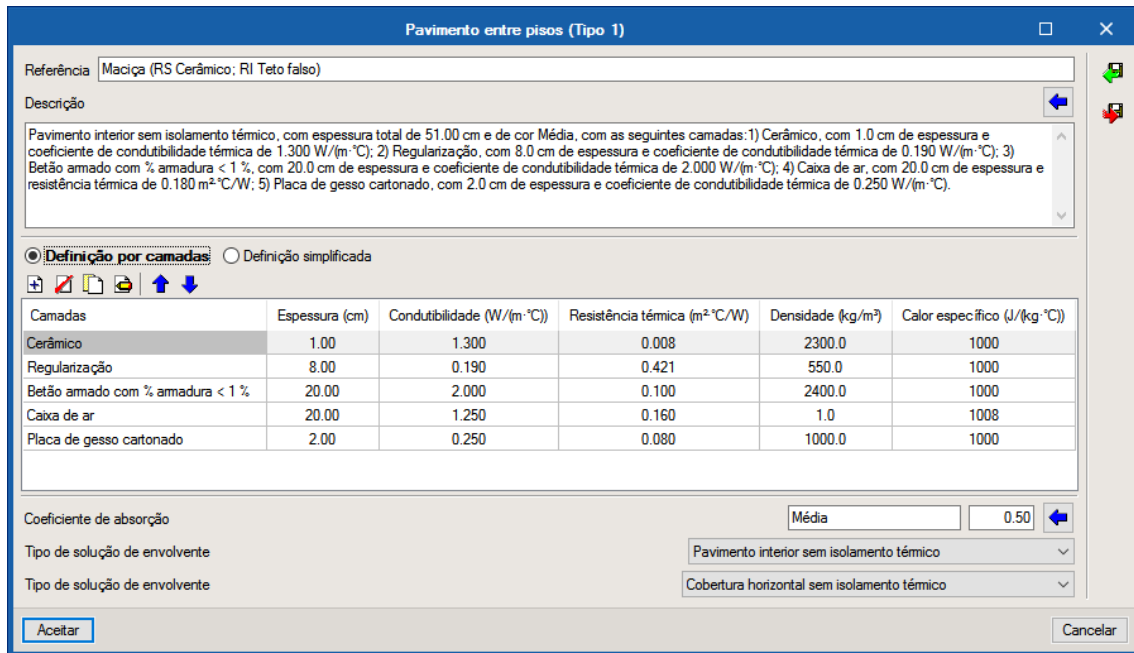 Pavimento entre pisos (Tipo 1)
Referência Maciça (RS Cerâmico; RI Teto falso)
Descrição
Pavimento interior sem isolamento térmico, com espessura total de 51.00 cm e de cor Média, com as seguintes camadas:1) Cerâmico, com 1.0 cm de espessura e
coeficiente de condutibilidade térmica de 1.300 W/(m·°C); 2) Regularização, com 8.0 cm de espessura e coeficiente de condutibilidade térmica de 0.190 W/(m·°C); 3)
Betão armado com % armadura < 1 %, com 20.0 cm de espessura e coeficiente de condutibilidade térmica de 2.000 W/(m·°C); 4) Caixa de ar, com 20.0 cm de espessura e
resistência térmica de 0.180 m²·°C/W; 5) Placa de gesso cartonado, com 2.0 cm de espessura e coeficiente de condutibilidade térmica de 0.250 W/(m·°C).
Definição por camadas Definição simplificada
Camadas Espessura (cm) Condutibilidade (W/(m·°C)) Resistência térmica (m²·°C/W) Densidade (kg/m³) Calor específico (J/(kg·°C))
Cerâmico 1.00 1.300 0.008 2300.0 1000
Regularização 8.00 0.190 0.421 550.0 1000
Betão armado com % armadura < 1 % 20.00 2.000 0.100 2400.0 1000
Caixa de ar 20.00 1.250 0.160 1.0 1008
Placa de gesso cartonado 2.00 0.250 0.080 1000.0 1000
Coeficiente de absorção Média 0.50
Tipo de solução de envolvente Pavimento interior sem isolamento térmico
Tipo de solução de envolvente Cobertura horizontal sem isolamento térmico
Aceitar Cancelar